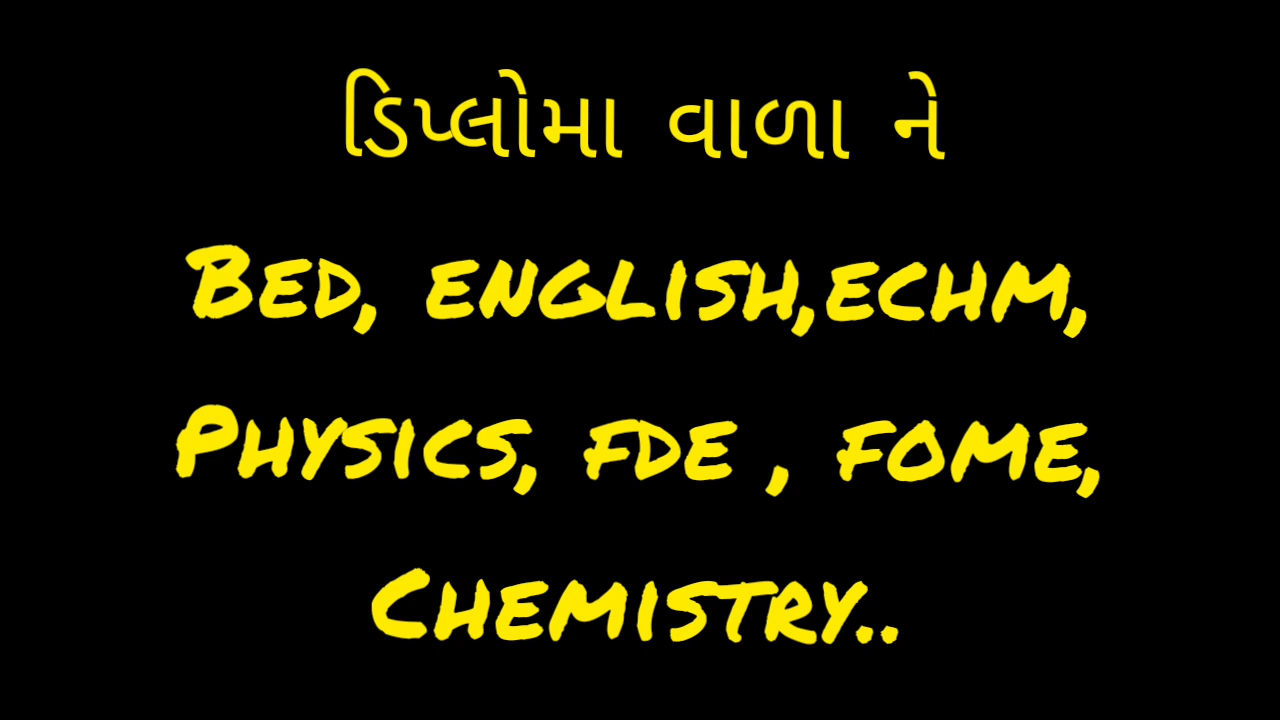 ડિપ્લોમા વાળા ને
BED, ENGLISH,ECHM,
PHYSICS, FDE , FOME,
CHEMISTRY..